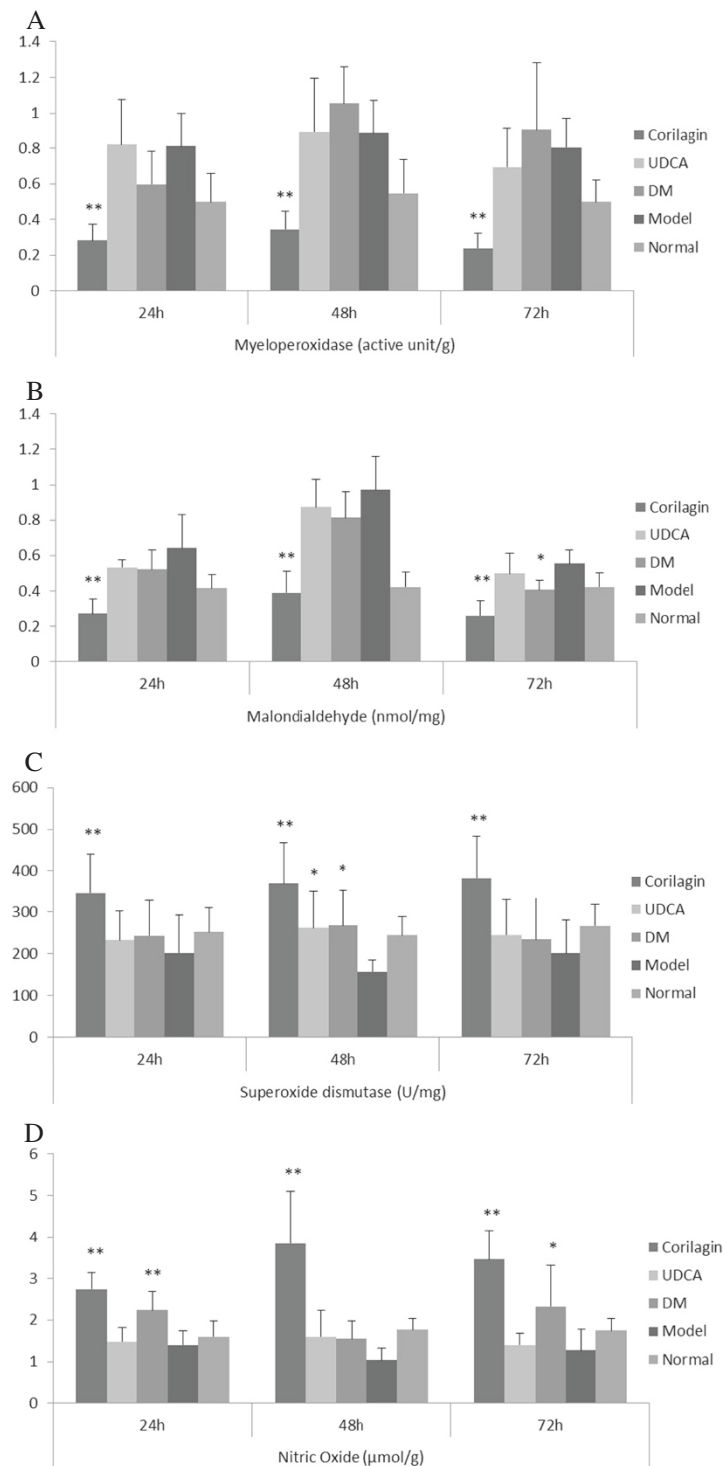 A
1.4
1.2
1
0.8
0.6
0.4
0.2
0
**
**
**
Corilagin
UDCA
DM
Model
Normal
24h 48h 72h
Myeloperoxidase (active unit/g)
B
1.4
1.2
1
0.8
0.6
0.4
0.2
0
**
**
**
*
Corilagin
UDCA
DM
Model
Normal
24h 48h 72h
Malondialdehyde (nmol/mg)
C
600
500
400
300
200
100
0
**
**
*
*
**
Corilagin
UDCA
DM
Model
Normal
24h 48h 72h
Superoxide dismutase (U/mg)
D
6
5
4
3
2
1
0
**
**
**
**
*
Corilagin
UDCA
DM
Model
Normal
24h 48h 72h
Nitric Oxide (μmol/g)